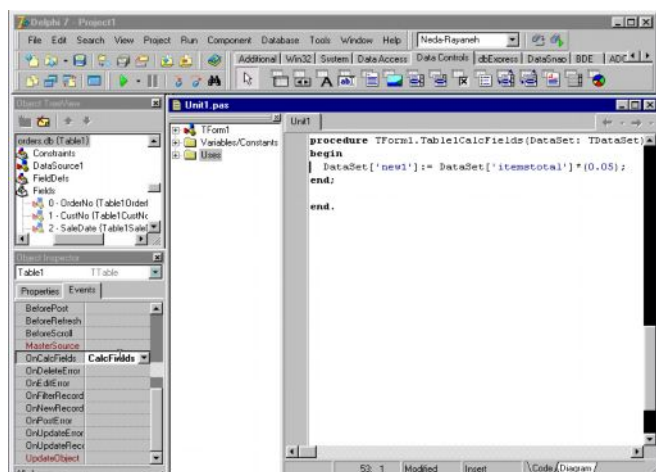 Delphi 7 - Project1
File Edit Search View Project Run Component Database Tools Window Help Neda-Rayaneh
Additional Win32 System Data Access Data Controls dbExpress DataSnap BDE
Object TreeView
orders.db (Table1)
Constraints
DataSource1
FieldDefs
Fields
0 - OrderNo (Table1Order
1 - CustNo (Table1CustNc
2 - SaleDate (Table1Sale
Object Inspector
Table1 TTable
Properties Events
BeforePost
BeforeRefresh
BeforeScroll
MasterSource
OnCalcFields CalcFields
OnDeleteError
OnEditError
OnFilterRecord
OnNewRecord
OnPostError
OnUpdateError
OnUpdateRecc
UpdateObject
Unit1.pas
TForm1
Variables/Constants
Uses
Unit1
procedure TForm1.Table1CalcFields(DataSet: TDataSet)
begin
DataSet['new1']:= DataSet['itemstotal']*(0.05);
end;
end.
53: 1 Modified Insert Code Diagram